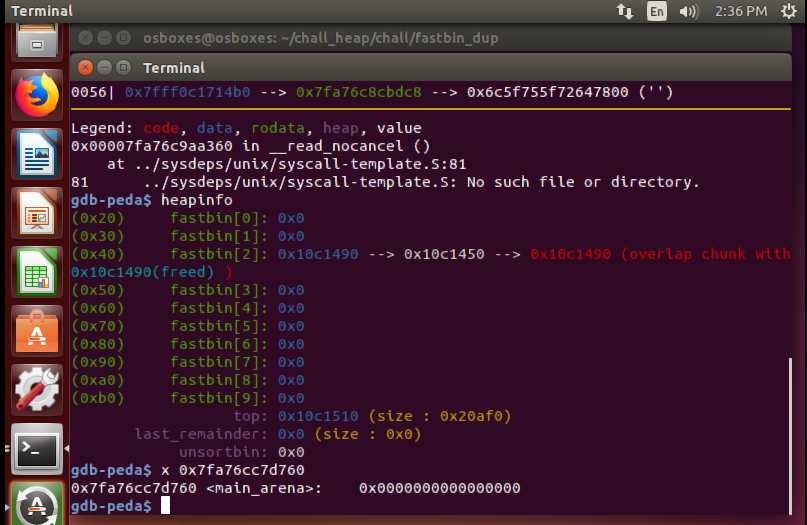 Terminal
En
2:36 PM
osboxes@osboxes: ~/chall_heap/chall/fastbin_dup
Terminal
0056| 0x7fff0c1714b0 --> 0x7fa76c8cbdc8 --> 0x6c5f755f72647800 ('')
Legend: code, data, rodata, heap, value
0x00007fa76c9aa360 in __read_nocancel ()
at ../sysdeps/unix/syscall-template.S:81
81 ../sysdeps/unix/syscall-template.S: No such file or directory.
gdb-peda$ heapinfo
(0x20) fastbin[0]: 0x0
(0x30) fastbin[1]: 0x0
(0x40) fastbin[2]: 0x10c1490 --> 0x10c1450 --> 0x10c1490 (overlap chunk with
0x10c1490(freed) )
(0x50) fastbin[3]: 0x0
(0x60) fastbin[4]: 0x0
(0x70) fastbin[5]: 0x0
(0x80) fastbin[6]: 0x0
(0x90) fastbin[7]: 0x0
(0xa0) fastbin[8]: 0x0
(0xb0) fastbin[9]: 0x0
top: 0x10c1510 (size : 0x20af0)
last_remainder: 0x0 (size : 0x0)
unsortbin: 0x0
gdb-peda$ x 0x7fa76cc7d760
0x7fa76cc7d760 <main_arena>: 0x0000000000000000
gdb-peda$